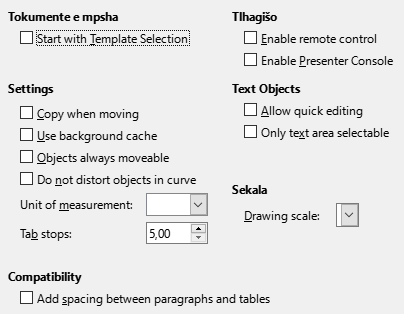 Tokumente e mpsha
Start with Template Selection
Settings
Copy when moving
Use background cache
Objects always moveable
Do not distort objects in curve
Unit of measurement:
Tab stops:
5,00
Compatibility
Add spacing between paragraphs and tables
Tlhagišo
Enable remote control
Enable Presenter Console
Text Objects
Allow quick editing
Only text area selectable
Sekala
Drawing scale: